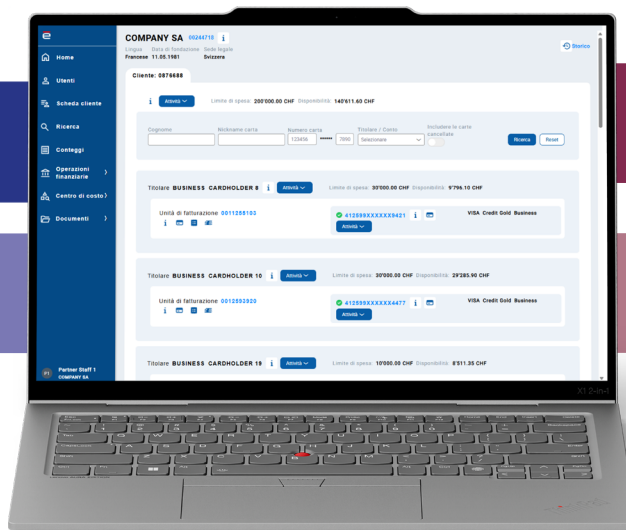 e
COMPANY SA 00244718 i
Lingua Data di fondazione Sede legale
Francese 11.05.1981 Svizzera
Storico
Cliente: 0876688
Home
Utenti
Scheda cliente
Ricerca
Conteggi
Operazioni finanziarie
Centro di costo
Documenti
i Attività Limite di spesa: 200'000.00 CHF Disponibilità: 140'611.60 CHF
Cognome Nickname carta Numero carta Titolare / Conto Includere le carte cancellate
123456 •••••• 7890 Selezionare Ricerca Reset
Titolare BUSINESS CARDHOLDER 8 i Attività Limite di spesa: 30'000.00 CHF Disponibilità: 9'796.10 CHF
Unità di fatturazione 0011255103
412599XXXXXX9421 i VISA Credit Gold Business
i
Attività
Titolare BUSINESS CARDHOLDER 10 i Attività Limite di spesa: 30'000.00 CHF Disponibilità: 29'285.90 CHF
Unità di fatturazione 0012593920
412599XXXXXX4477 i VISA Credit Gold Business
i
Attività
Titolare BUSINESS CARDHOLDER 19 i Attività Limite di spesa: 10'000.00 CHF Disponibilità: 8'511.35 CHF
P1 Partner Staff 1
COMPANY SA
X1 2-in-1
Q W E R T Y U I O P
A S D F G H J K L
Z X C V B N M